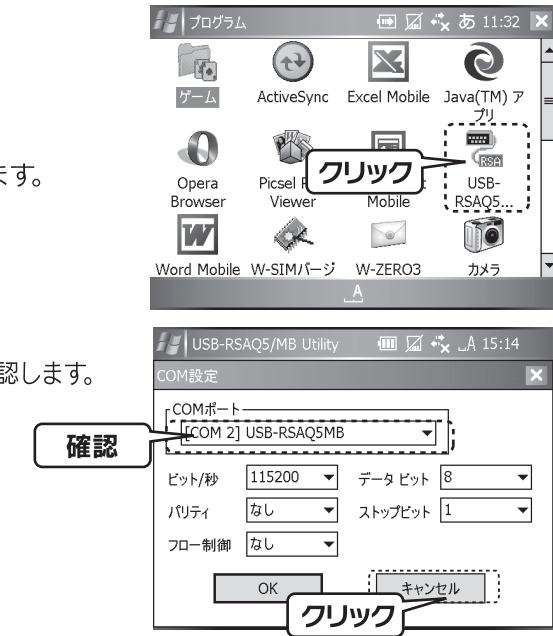 プログラム
あ 11:32
ゲーム
ActiveSync
Excel Mobile
Java(TM) ア
プリ
ます。
クリック
RSA
Opera
Browser
Picsel
Viewer
Mobile
USB-
RSAQ5...
Word Mobile
W-SIMバージ
W-ZERO3
カメラ
A
USB-RSAQ5/MB Utility
A 15:14
認します。
COM設定
COMポート
確認
[COM 2] USB-RSAQ5MB
ビット/秒 115200
データ ビット 8
パリティ なし
ストップビット 1
フロー制御 なし
OK
キャンセル
クリック